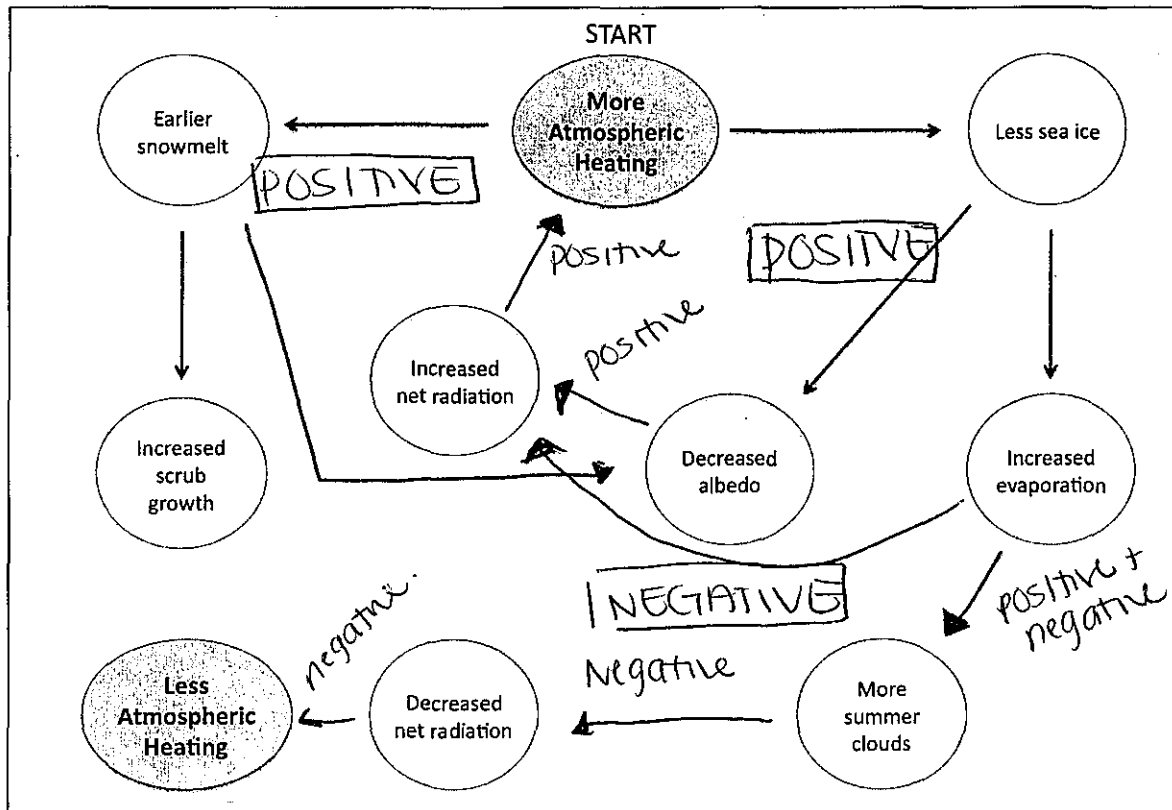 START
Earlier
snowmelt
More
Atmospheric
Heating
Less sea ice
POSITIVE
positive
POSITIVE
positive
Increased
net radiation
Increased
scrub
growth
Decreased
albedo
Increased
evaporation
positive +
negative
NEGATIVE
negative.
Negative
Less
Atmospheric
Heating
Decreased
net radiation
More
summer
clouds